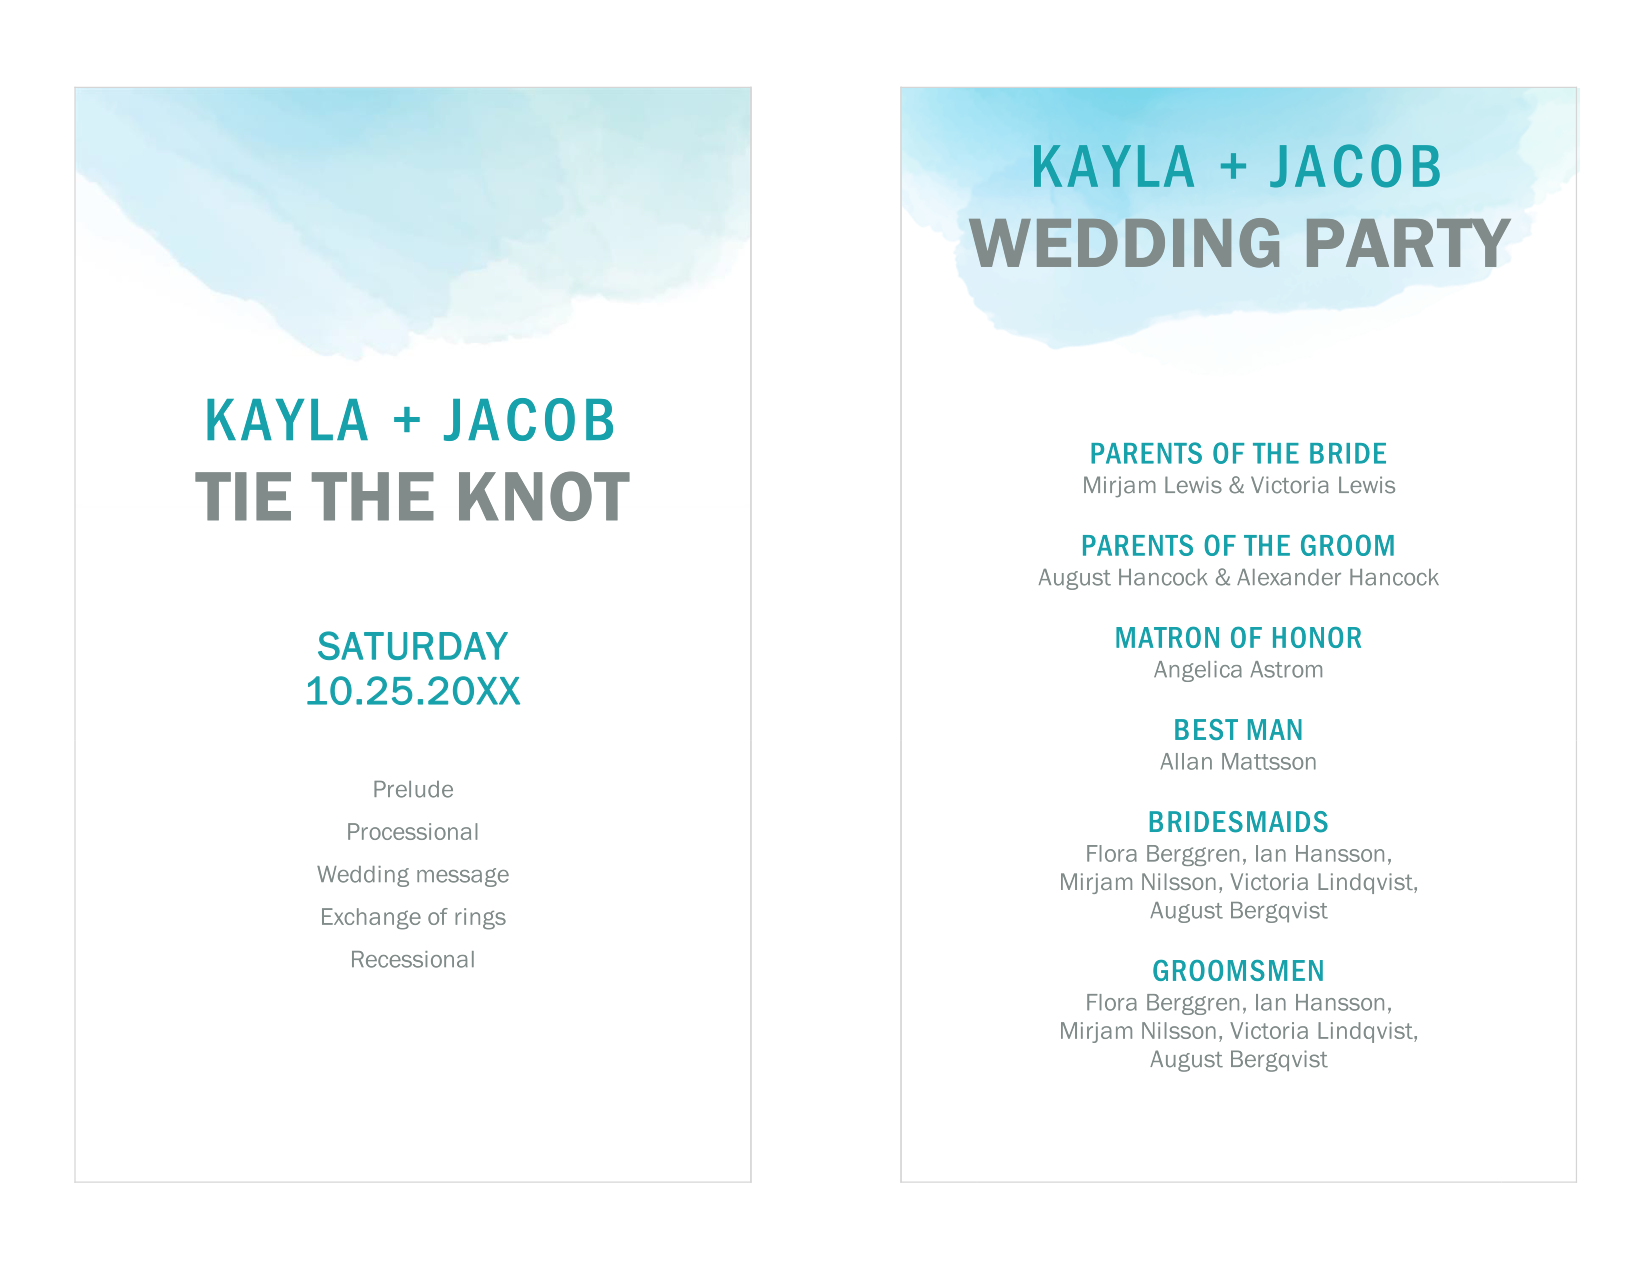 KAYLA + JACOB
TIE THE KNOT
SATURDAY
10.25.20XX
Prelude
Processional
Wedding message
Exchange of rings
Recessional
KAYLA + JACOB
WEDDING PARTY
PARENTS OF THE BRIDE
Mirjam Lewis & Victoria Lewis
PARENTS OF THE GROOM
August Hancock & Alexander Hancock
MATRON OF HONOR
Angelica Astrom
BEST MAN
Allan Mattsson
BRIDESMAIDS
Flora Berggren, Ian Hansson,
Mirjam Nilsson, Victoria Lindqvist,
August Bergqvist
GROOMSMEN
Flora Berggren, Ian Hansson,
Mirjam Nilsson, Victoria Lindqvist,
August Bergqvist